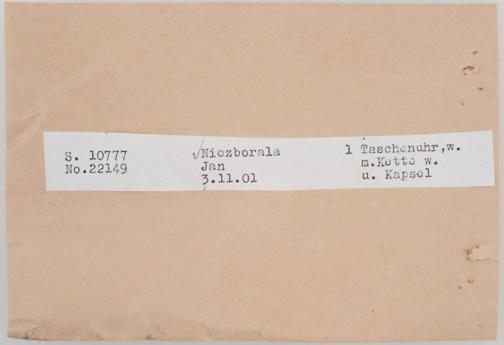 S. 10777
No.22149
✓Niezborala
Jan
3.11.01
1 Taschenuhr,w.
m.Kette w.
u. Kapsel